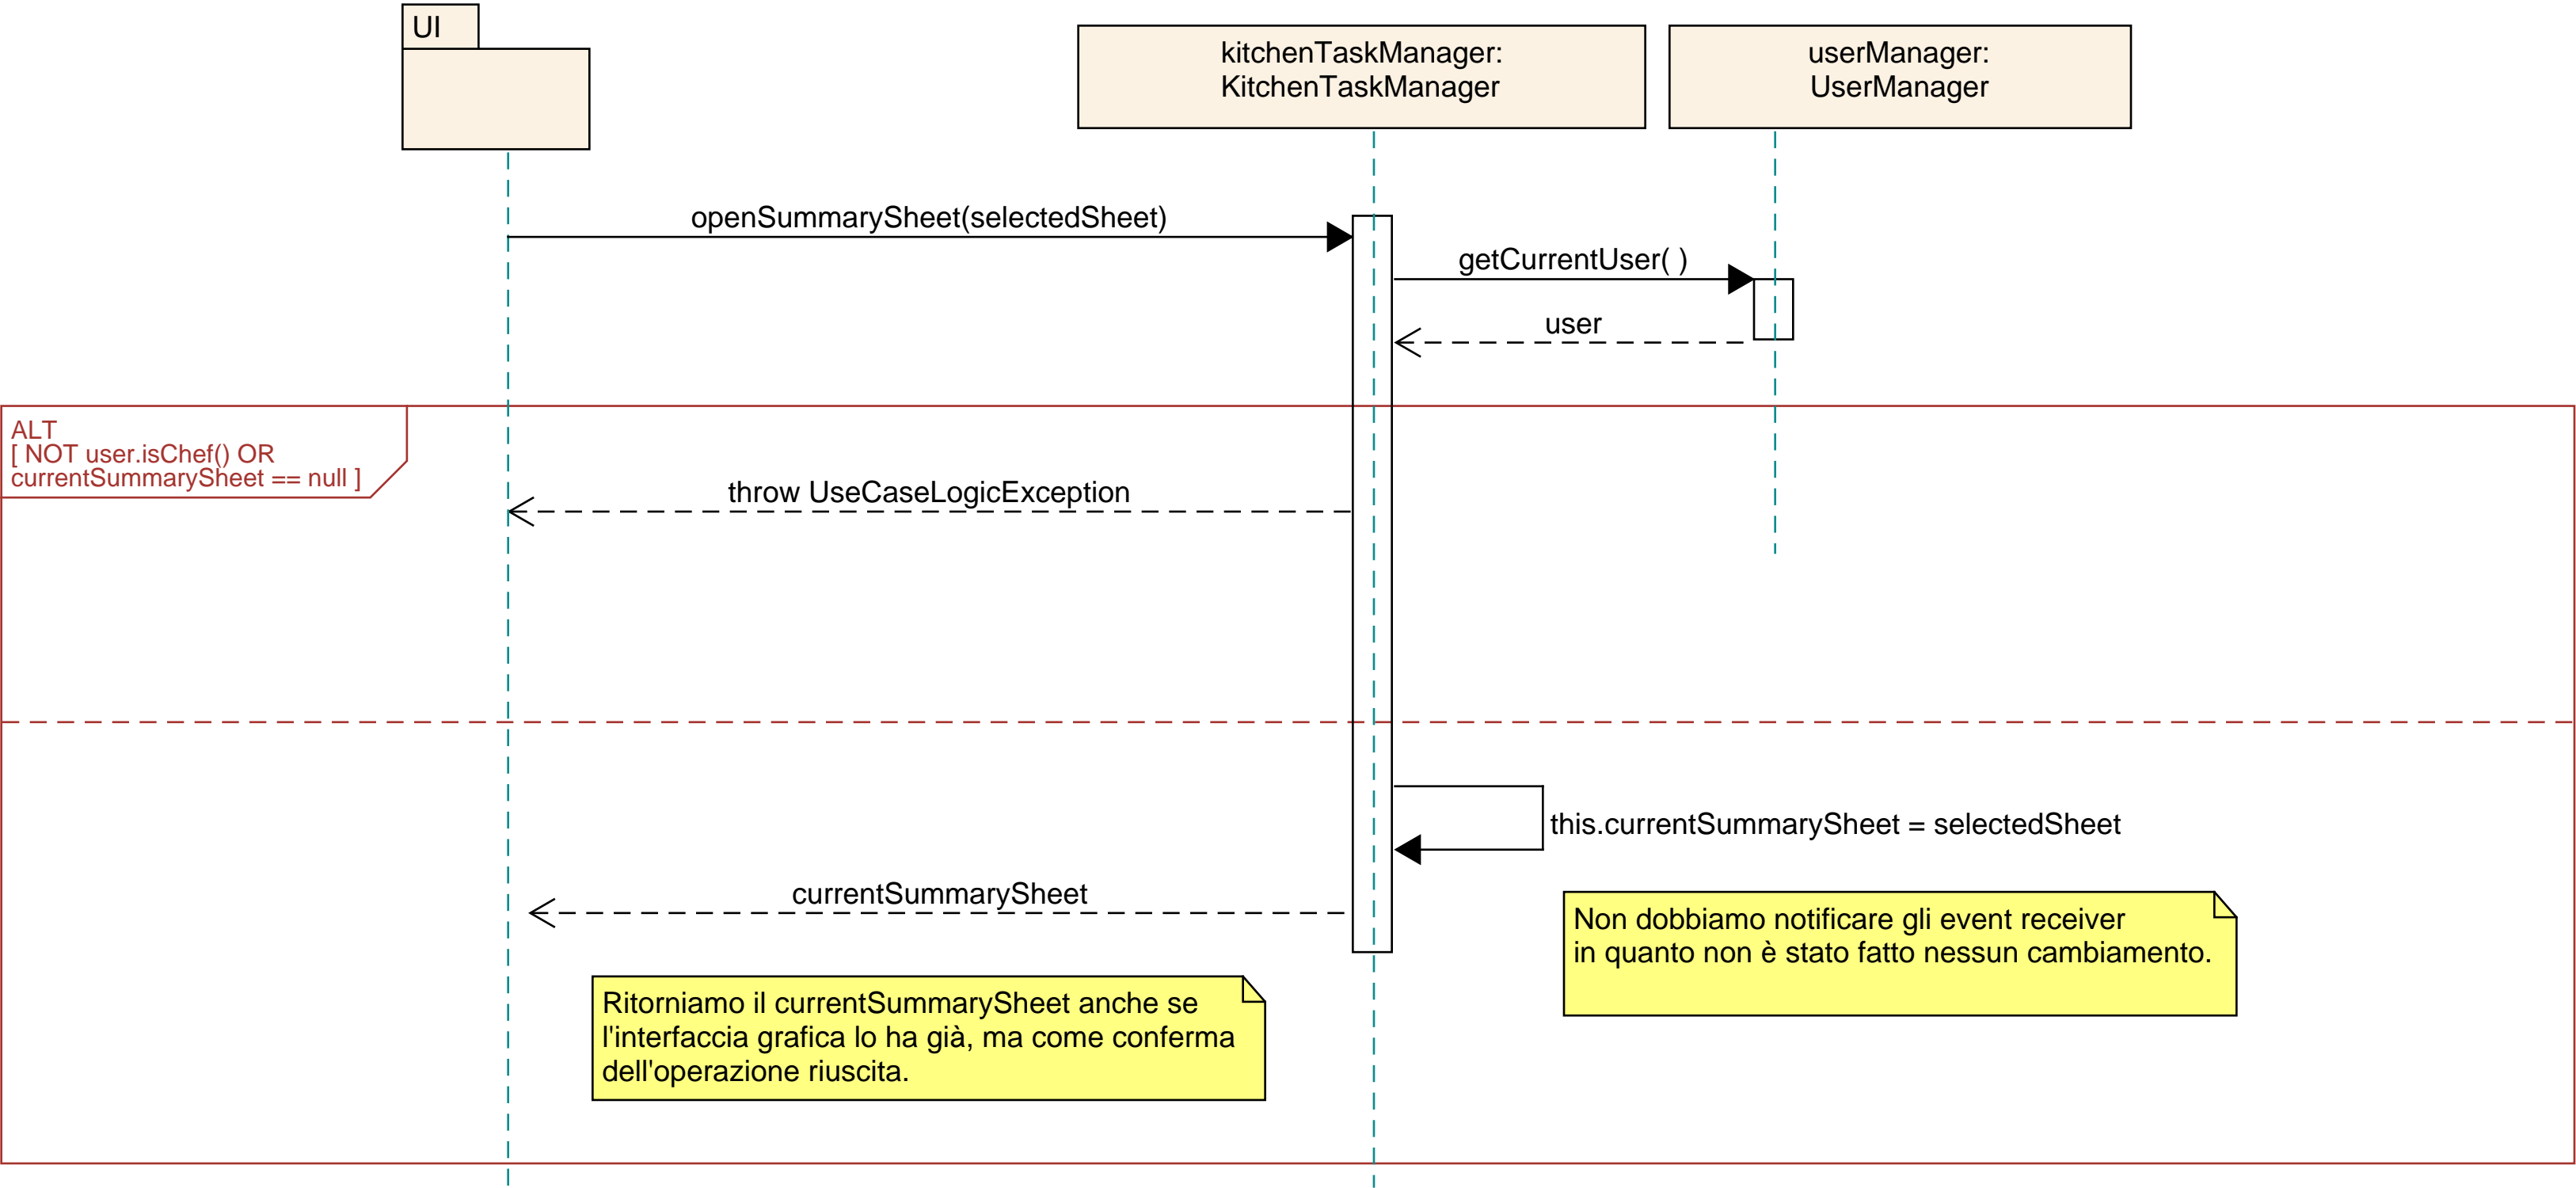 UI
kitchenTaskManager:
KitchenTaskManager
userManager:
UserManager
openSummarySheet(selectedSheet)
getCurrentUser( )
user
ALT
[ NOT user.isChef() OR
currentSummarySheet == null ]
throw UseCaseLogicException
this.currentSummarySheet = selectedSheet
currentSummarySheet
Non dobbiamo notificare gli event receiver
in quanto non è stato fatto nessun cambiamento.
Ritorniamo il currentSummarySheet anche se
l'interfaccia grafica lo ha già, ma come conferma
dell'operazione riuscita.